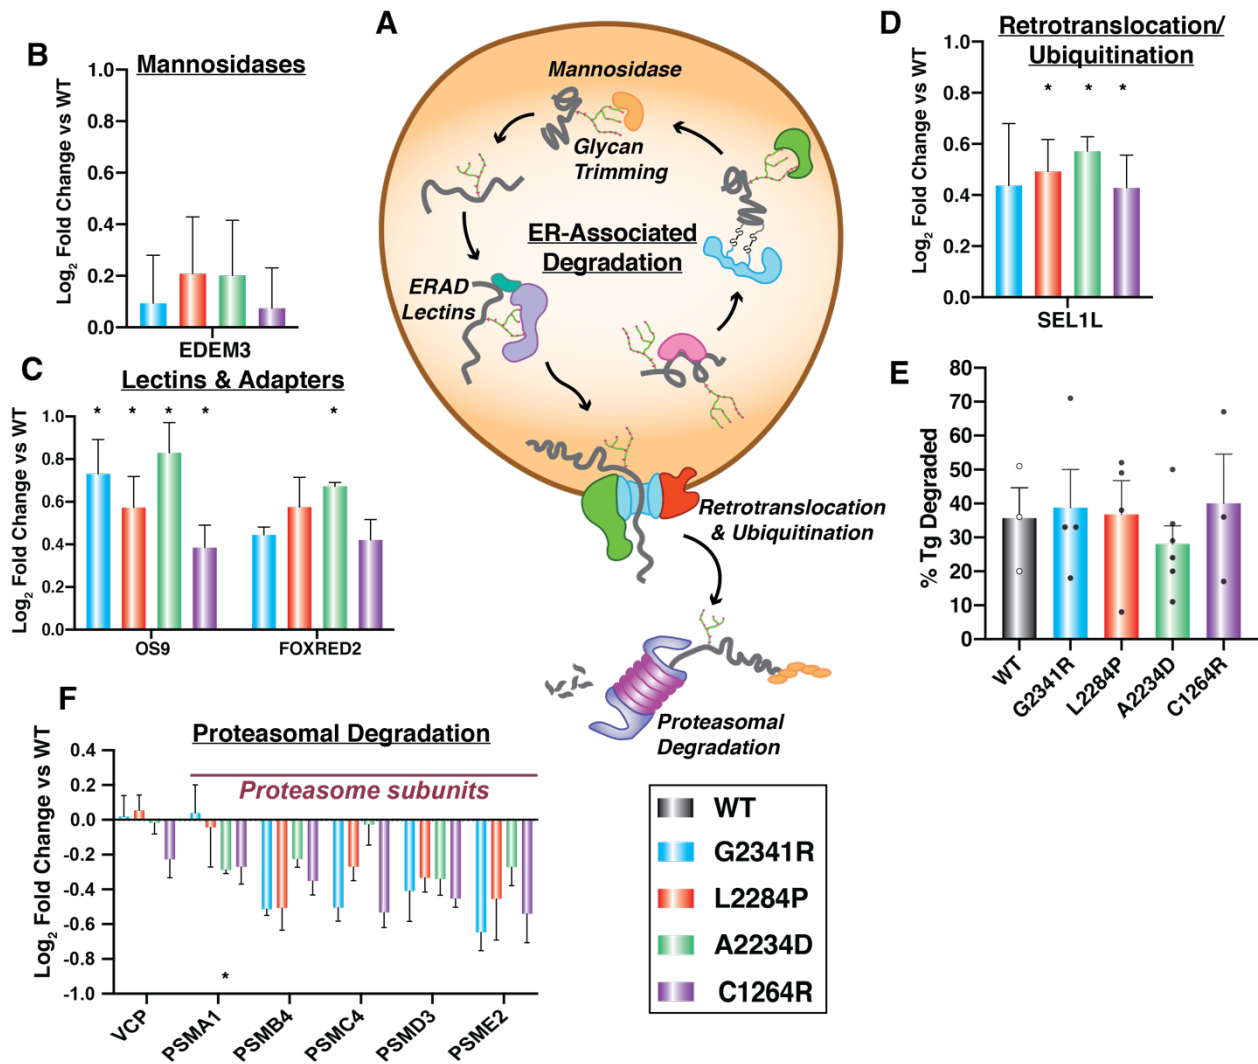 A
Mannosidase
Glycan
Trimming
ER-Associated
Degradation
ERAD
Lectins
S-S
S-S
Retrotranslocation
& Ubiquitination
Proteasomal
Degradation
B
Mannosidases
Log2 Fold Change vs WT
1.0
0.8
0.6
0.4
0.2
0.0
EDEM3
C
Lectins & Adapters
Log2 Fold Change vs WT
1.0
0.8
0.6
0.4
0.2
0.0
* * * * *
OS9 FOXRED2
D
Retrotranslocation/
Ubiquitination
Log2 Fold Change vs WT
1.0
0.8
0.6
0.4
0.2
0.0
* * *
SEL1L
E
% Tg Degraded
80
70
60
50
40
30
20
10
0
WT G2341R L2284P A2234D C1264R
F
Proteasomal Degradation
Proteasome subunits
Log2 Fold Change vs WT
0.4
0.2
0.0
-0.2
-0.4
-0.6
-0.8
-1.0
*
VCP PSMA1 PSMB4 PSMC4 PSMD3 PSME2
WT
G2341R
L2284P
A2234D
C1264R